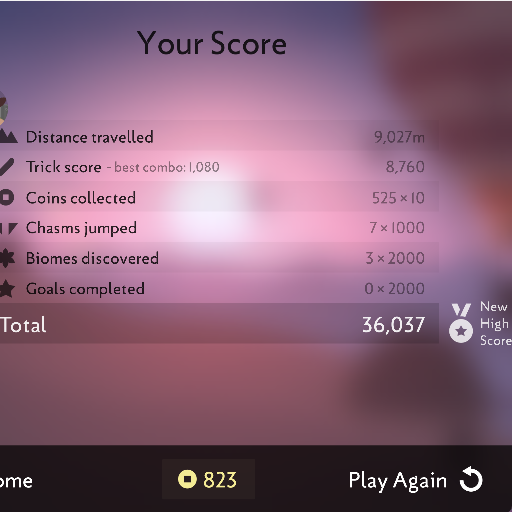 Your Score
Distance travelled 9,027m
Trick score - best combo: 1,080 8,760
Coins collected 525 × 10
Chasms jumped 7 × 1000
Biomes discovered 3 × 2000
Goals completed 0 × 2000
Total 36,037
New
High
Score
ome 823 Play Again